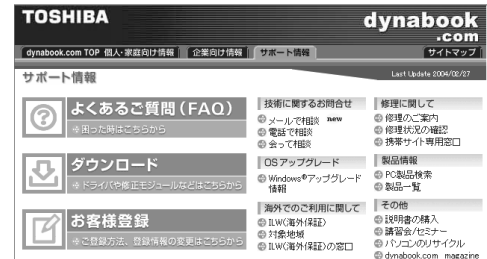 TOSHIBA
dynabook
.com
dynabook.com TOP 個人・家庭向け情報 企業向け情報 サポート情報 サイトマップ
サポート情報
Last Update 2004/02/27
よくあるご質問(FAQ)
困った時はこちらから
ダウンロード
ドライバや修正モジュールなどはこちらから
お客様登録
ご登録方法、登録情報の変更はこちらから
技術に関するお問合せ
メールで相談 new
電話で相談
会って相談
OSアップグレード
Windows®アップグレード
情報
海外でのご利用に関して
ILW(海外保証)
対象地域
ILW(海外保証)の窓口
修理に関して
修理のご案内
修理状況の確認
携帯サイト専用窓口
製品情報
PC製品検索
製品一覧
その他
説明書の購入
講習会/セミナー
パソコンのリサイクル
dynabook.com magazine